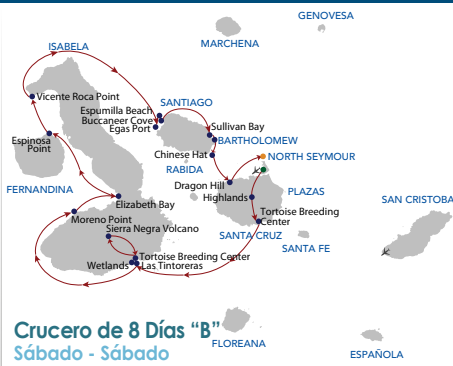 GENOVESA
MARCHENA
ISABELA
Vicente Roca Point
Espumilla Beach
Buccaneer Cove
Egas Port
SANTIAGO
Sullivan Bay
BARTHOLOMEW
Espinosa
Point
Chinese Hat
NORTH SEYMOUR
RABIDA
Dragon Hill
Highlands
PLAZAS
FERNANDINA
Elizabeth Bay
Moreno Point
Sierra Negra Volcano
Tortoise Breeding
Center
SAN CRISTOBA
SANTA CRUZ
SANTA FE
Tortoise Breeding Center
Wetlands
Las Tintoreras
Crucero de 8 Días “B”
Sábado - Sábado
FLOREANA
ESPAÑOLA